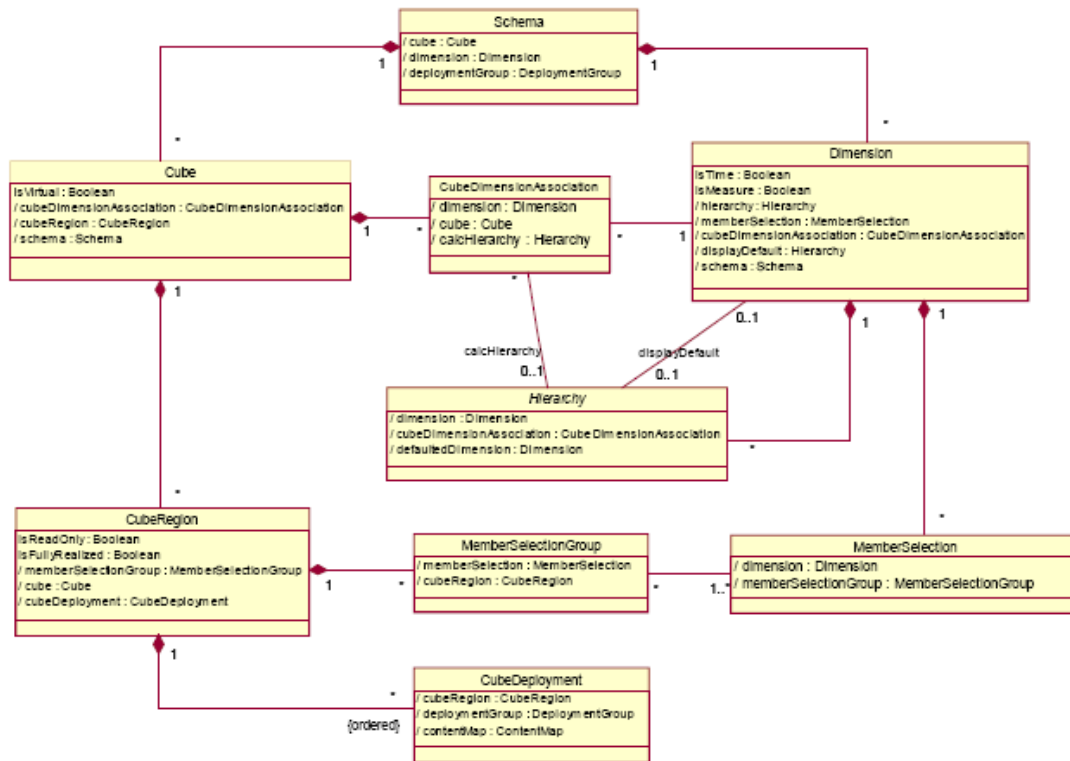 Schema
/ cube : Cube
/ dimension : Dimension
/ deploymentGroup : DeploymentGroup
1
1
*
*
Cube
isVirtual : Boolean
/ cubeDimensionAssociation : CubeDimensionAssociation
/ cubeRegion : CubeRegion
/ schema : Schema
1
*
CubeDimensionAssociation
/ dimension : Dimension
/ cube : Cube
/ calcHierarchy : Hierarchy
*
1
Dimension
isTime : Boolean
isMeasure : Boolean
/ hierarchy : Hierarchy
/ memberSelection : MemberSelection
/ cubeDimensionAssociation : CubeDimensionAssociation
/ displayDefault : Hierarchy
/ schema : Schema
1
*
0..1
1
1
calcHierarchy
0..1
displayDefault
0..1
Hierarchy
/ dimension : Dimension
/ cubeDimensionAssociation : CubeDimensionAssociation
/ defaultedDimension : Dimension
*
*
*
CubeRegion
isReadOnly : Boolean
isFullyRealized : Boolean
/ memberSelectionGroup : MemberSelectionGroup
/ cube : Cube
/ cubeDeployment : CubeDeployment
1
*
MemberSelectionGroup
/ memberSelection : MemberSelection
/ cubeRegion : CubeRegion
*
1..*
MemberSelection
/ dimension : Dimension
/ memberSelectionGroup : MemberSelectionGroup
1
*
{ordered}
CubeDeployment
/ cubeRegion : CubeRegion
/ deploymentGroup : DeploymentGroup
/ contentMap : ContentMap